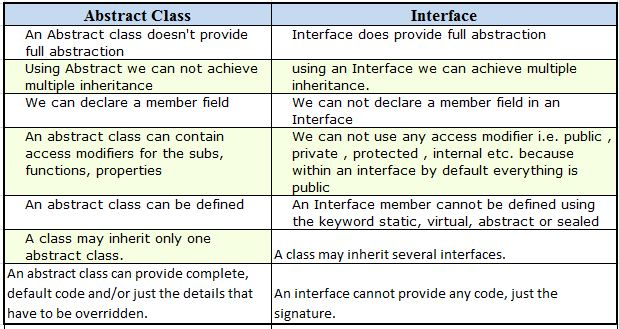 Abstract Class
Interface
An Abstract class doesn't provide
full abstraction
Interface does provide full abstraction
Using Abstract we can not achieve
multiple inheritance
using an Interface we can achieve multiple
inheritance.
We can declare a member field
We can not declare a member field in an
Interface
An abstract class can contain
access modifiers for the subs,
functions, properties
We can not use any access modifier i.e. public ,
private , protected , internal etc. because
within an interface by default everything is
public
An abstract class can be defined
An Interface member cannot be defined using
the keyword static, virtual, abstract or sealed
A class may inherit only one
abstract class.
A class may inherit several interfaces.
An abstract class can provide complete,
default code and/or just the details that
have to be overridden.
An interface cannot provide any code, just the
signature.